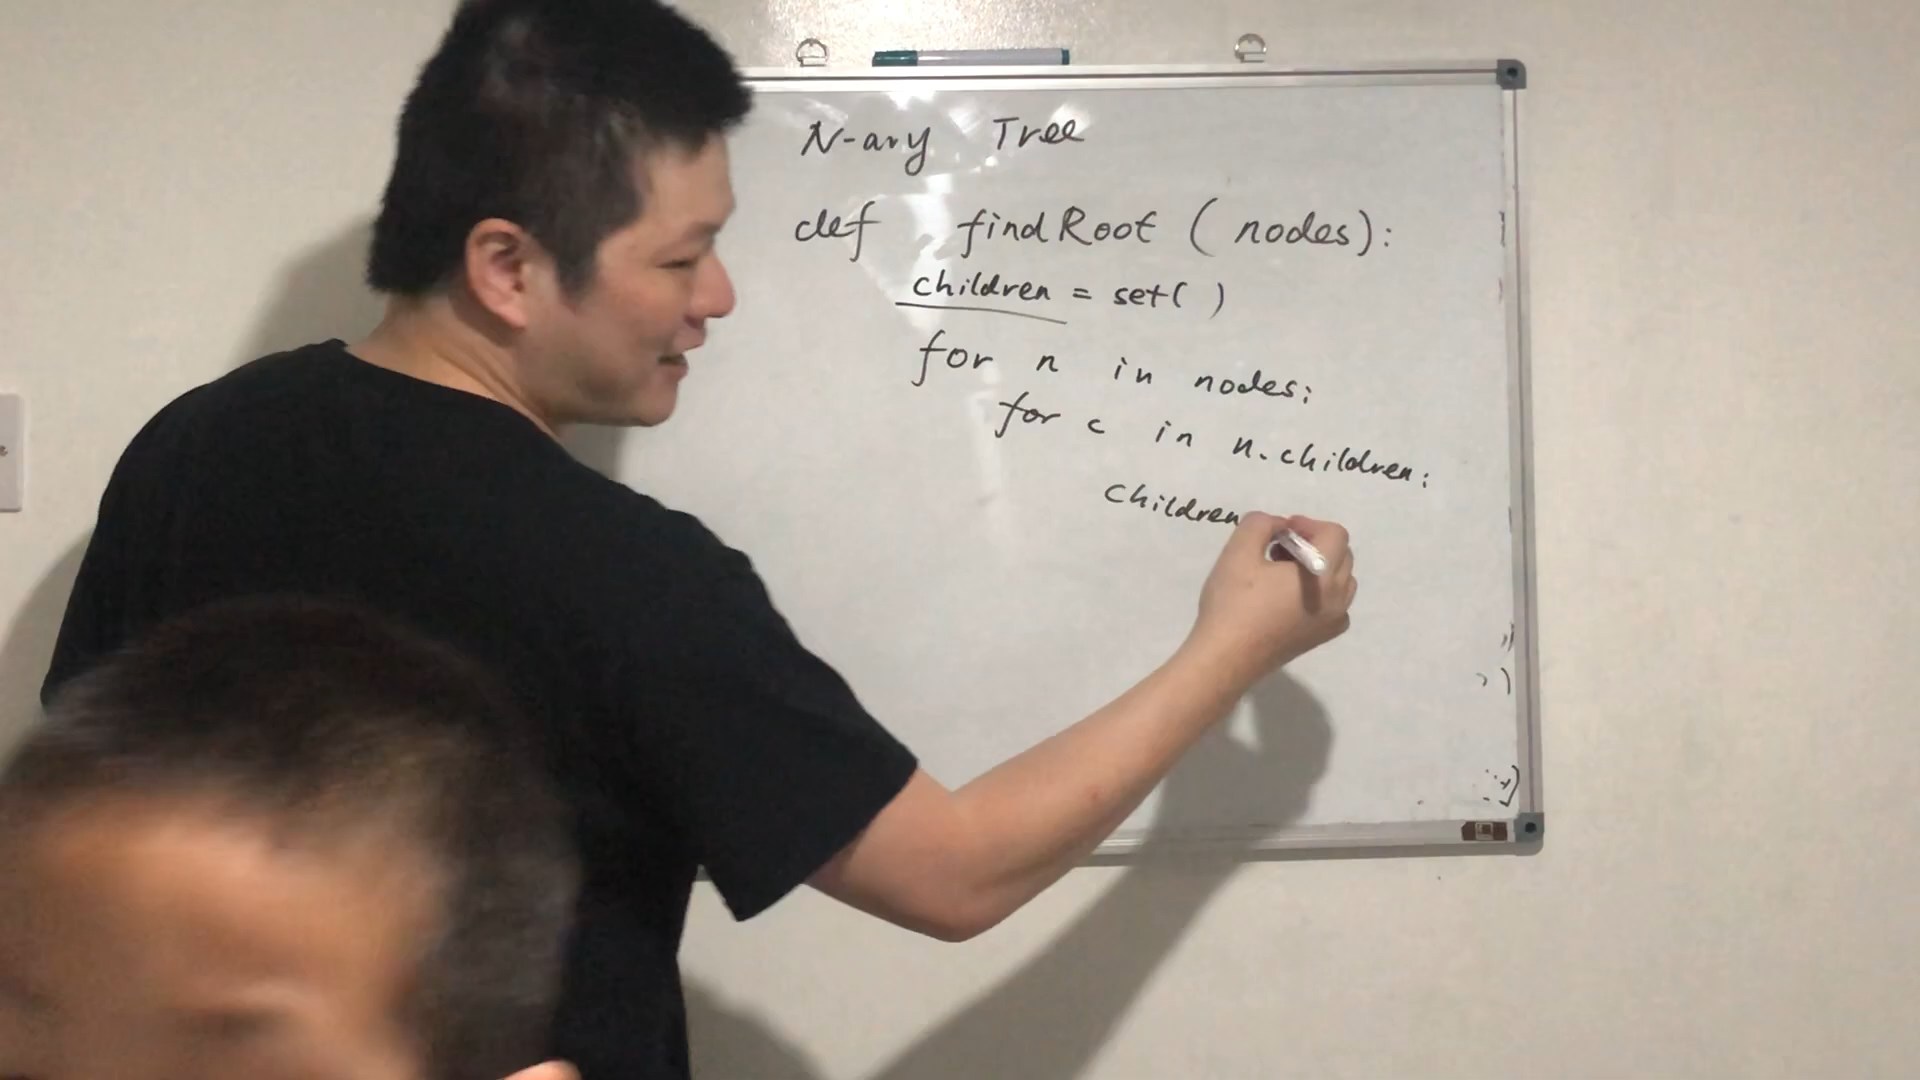 N-ary Tree
def findRoot ( nodes):
children = set( )
for n in nodes:
for c in n.children:
children